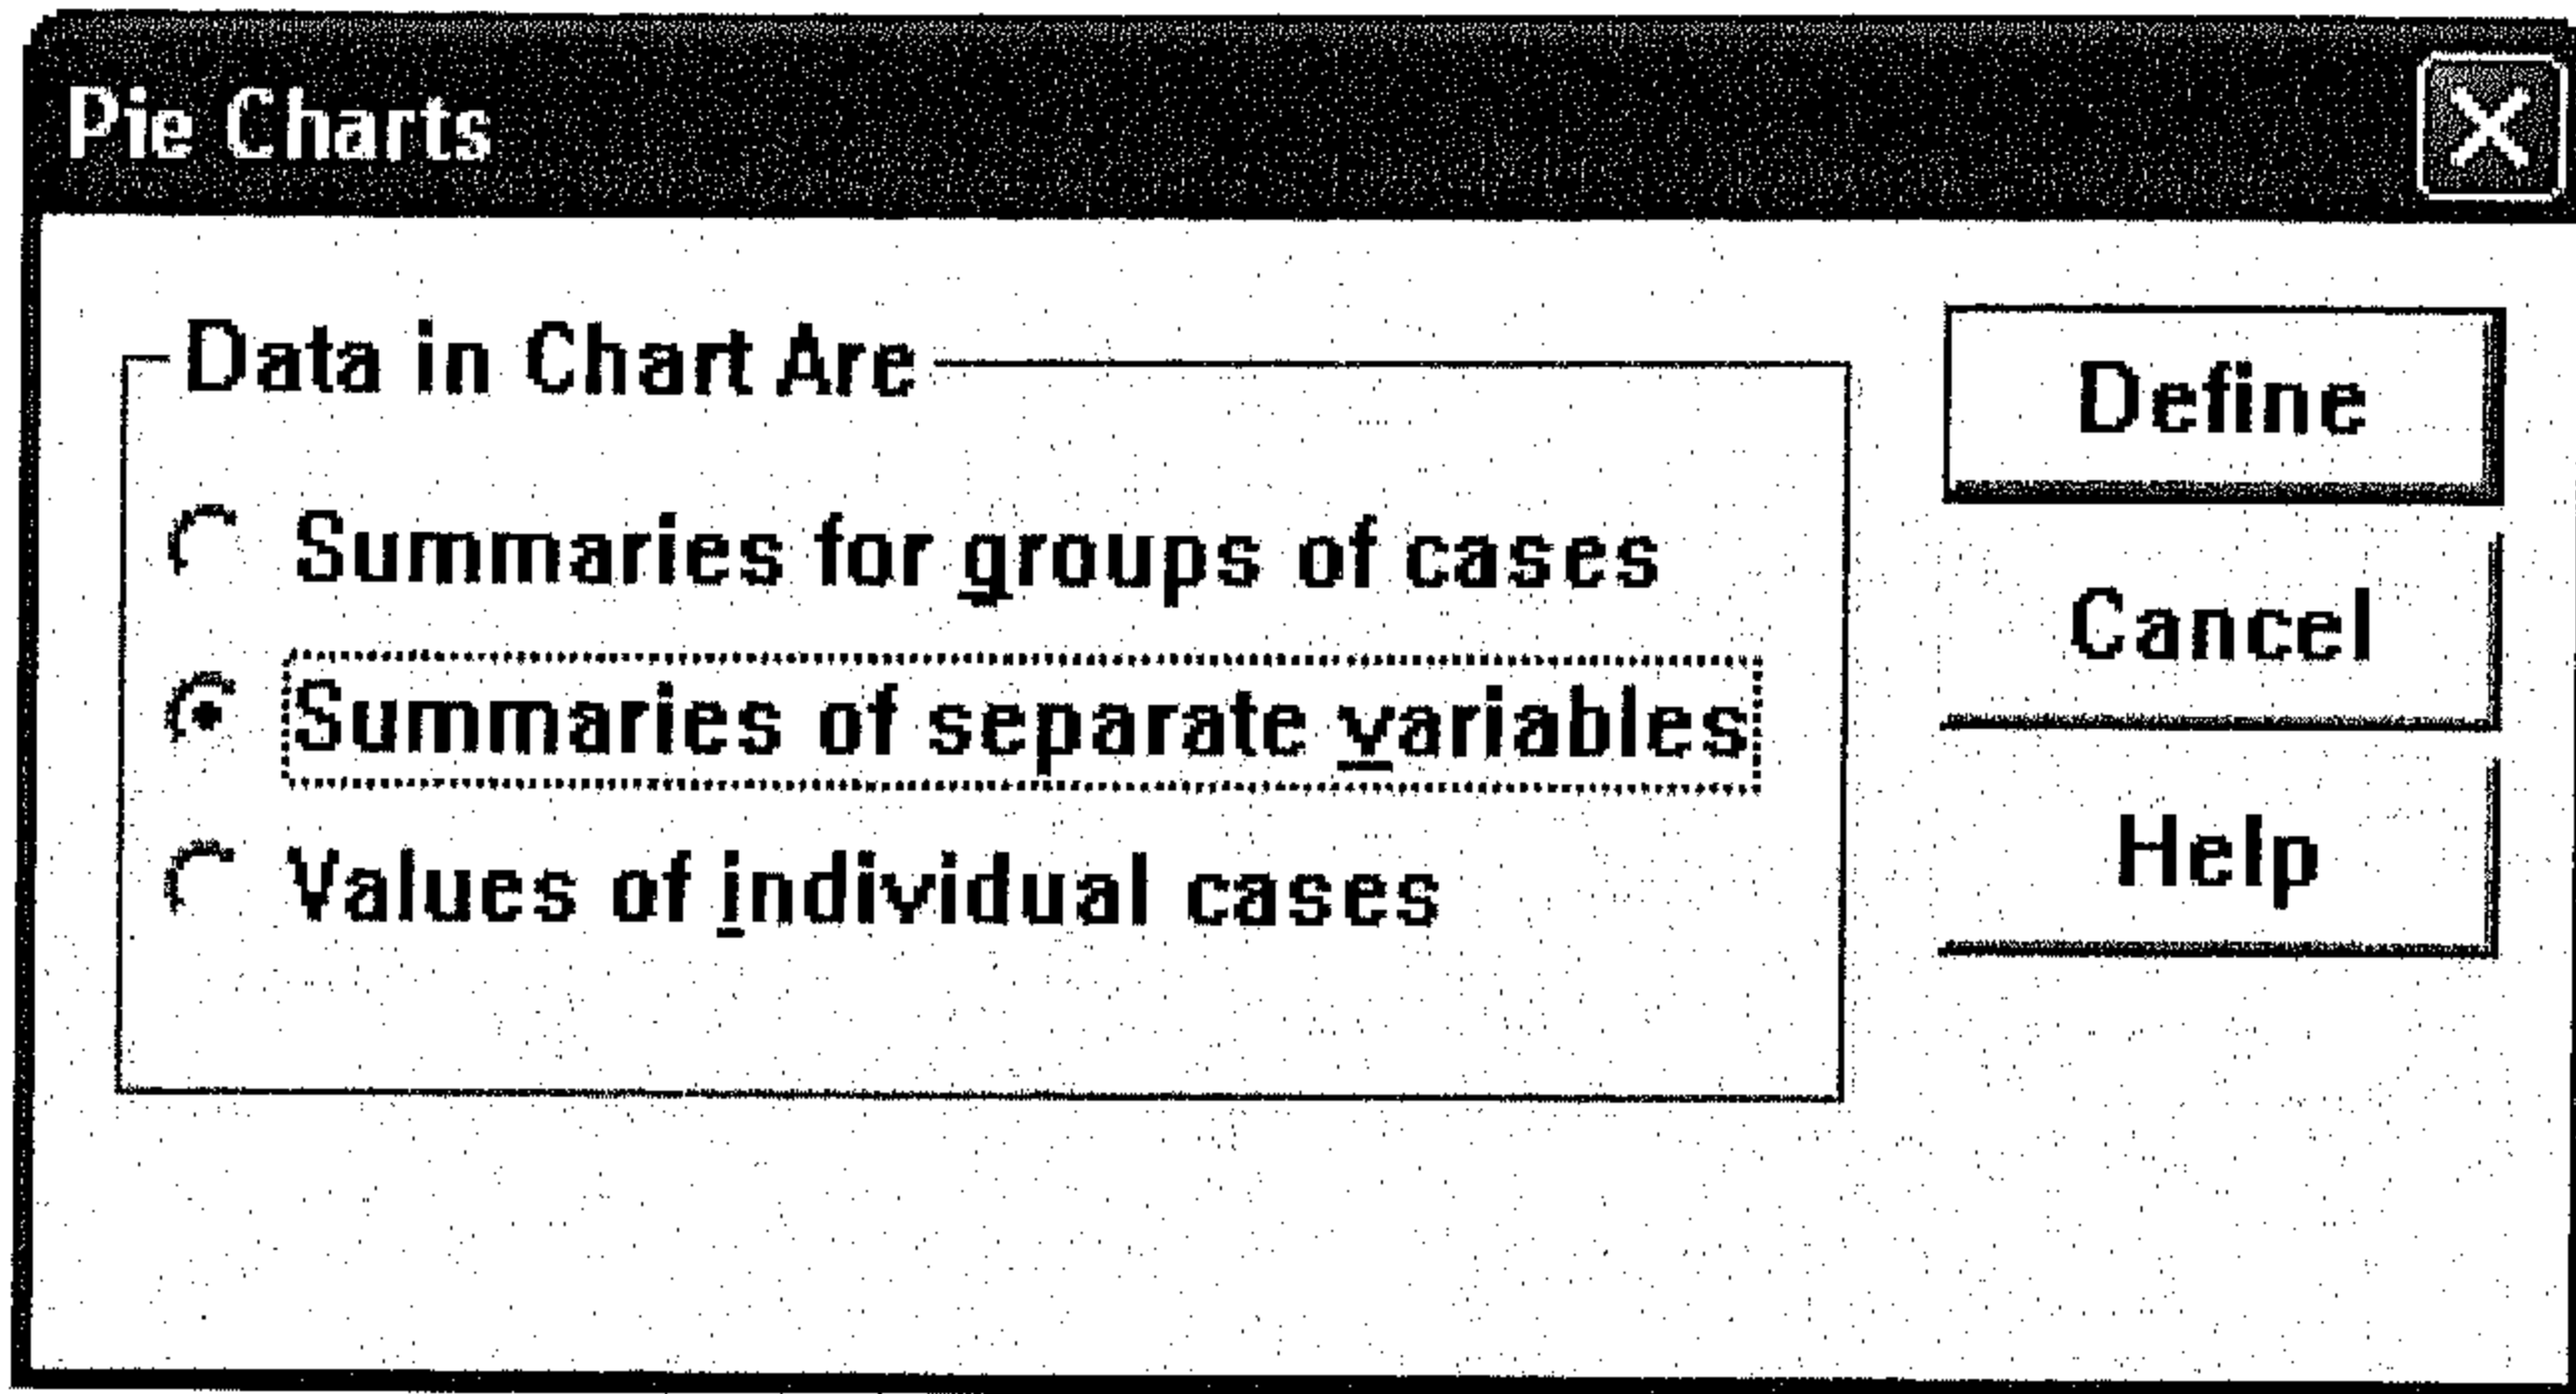 Pie Charts
Data in Chart Are
Summaries for groups of cases
Summaries of separate variables
Values of individual cases
Define
Cancel
Help